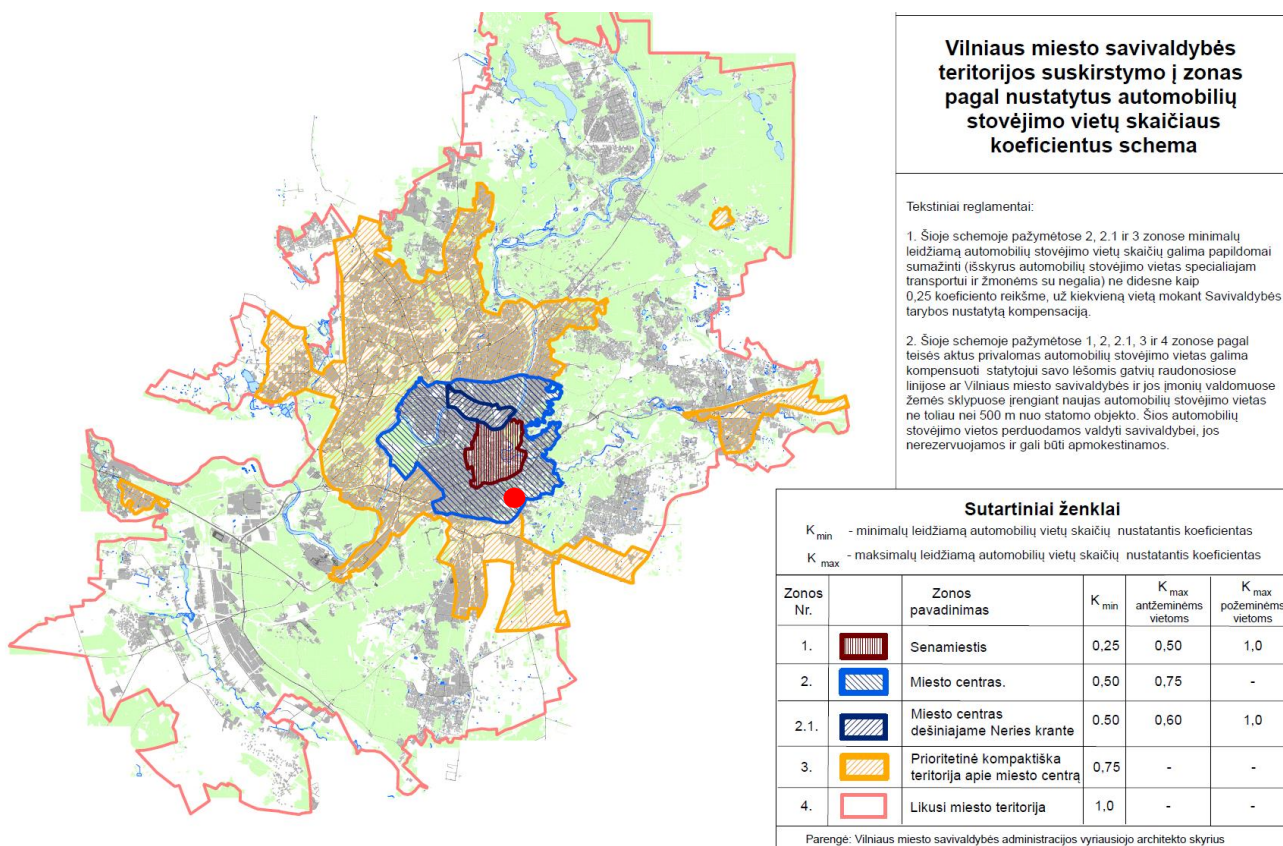 Vilniaus miesto savivaldybės
teritorijos suskirstymo į zonas
pagal nustatytus automobilių
stovėjimo vietų skaičiaus
koeficientus schema
Tekstiniai reglamentai:
1. Šioje schemoje pažymėtose 2, 2.1 ir 3 zonose minimalų
leidžiamą automobilių stovėjimo vietų skaičių galima papildomai
sumažinti (išskyrus automobilių stovėjimo vietas specialiajam
transportui ir žmonėms su negalia) ne didesne kaip
0,25 koeficiento reikšme, už kiekvieną vietą mokant Savivaldybės
tarybos nustatytą kompensaciją.
2. Šioje schemoje pažymėtose 1, 2, 2.1, 3 ir 4 zonose pagal
teisės aktus privalomas automobilių stovėjimo vietas galima
kompensuoti statytojui savo lėšomis gatvių raudonosiose
linijose ar Vilniaus miesto savivaldybė ir jos įmonių valdomuose
žemės sklypuose įrengiant naujas automobilių stovėjimo vietas
ne toliau nei 500 m nuo statomo objekto. Šios automobilių
stovėjimo vietos perduodamos valdyti savivaldybei, jos
nerezervuojamos ir gali būti apmokestinamos.
Sutartiniai ženklai
K min - minimalų leidžiamą automobilių vietų skaičių nustatantis koeficientas
K max - maksimalų leidžiamą automobilių vietų skaičių nustatantis koeficientas
Zonos Nr. Zonos pavadinimas K min K max antžeminėms vietoms K max požeminėms vietoms
1. Senamiestis 0,25 0,50 1,0
2. Miesto centras. 0,50 0,75 -
2.1. Miesto centras dešiniajame Neries krante 0.50 0,60 1,0
3. Prioritetinė kompaktiška teritorija apie miesto centrą 0,75 - -
4. Likusi miesto teritorija 1,0 - -
Parengė: Vilniaus miesto savivaldybės administracijos vyriausiojo architekto skyrius